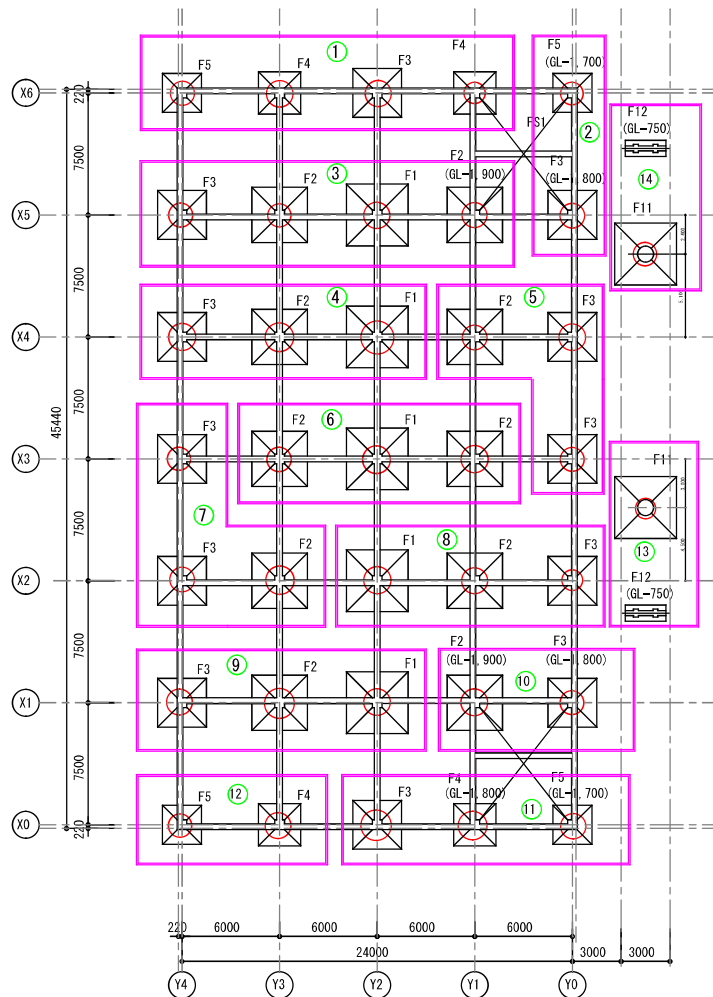 ①
F5
F4
F3
F4
F5
(GL-1,700)
X6
220
FS1
②
F12
(GL-750)
7500
③
F3
F2
F1
F2
(GL-1,900)
F3
(GL-1,800)
⑭
F11
X5
7500
④
F3
F2
F1
⑤
F2
F3
X4
7500
45440
⑥
F3
F2
F1
F2
F3
X3
F11
⑦
7500
⑧
F3
F2
F1
F2
F3
⑬
F12
(GL-750)
X2
7500
⑨
F3
F2
F1
F2
(GL-1,900)
F3
(GL-1,800)
⑩
X1
7500
⑫
F5
F4
F3
F4
(GL-1,800)
F5
(GL-1,700)
⑪
X0
220
220 6000 6000 6000 6000
24000 3000 3000
Y4 Y3 Y2 Y1 Y0